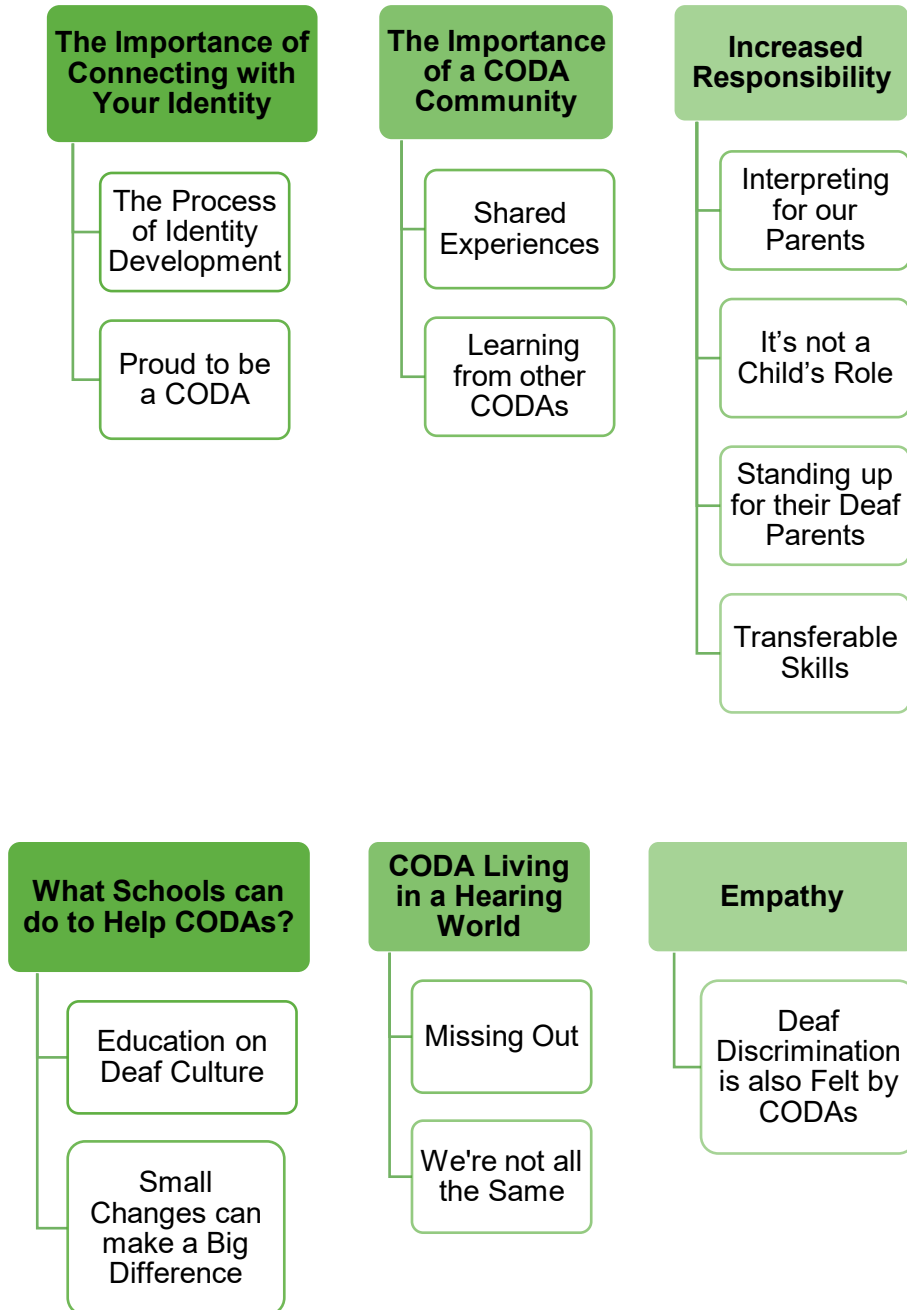 The Importance of
Connecting with
Your Identity
The Process
of Identity
Development
Proud to be
a CODA
The Importance
of a CODA
Community
Shared
Experiences
Learning
from other
CODAs
Increased
Responsibility
Interpreting
for our
Parents
It’s not a
Child’s Role
Standing up
for their Deaf
Parents
Transferable
Skills
What Schools can
do to Help CODAs?
Education on
Deaf Culture
Small
Changes can
make a Big
Difference
CODA Living
in a Hearing
World
Missing Out
We're not all
the Same
Empathy
Deaf
Discrimination
is also Felt by
CODAs